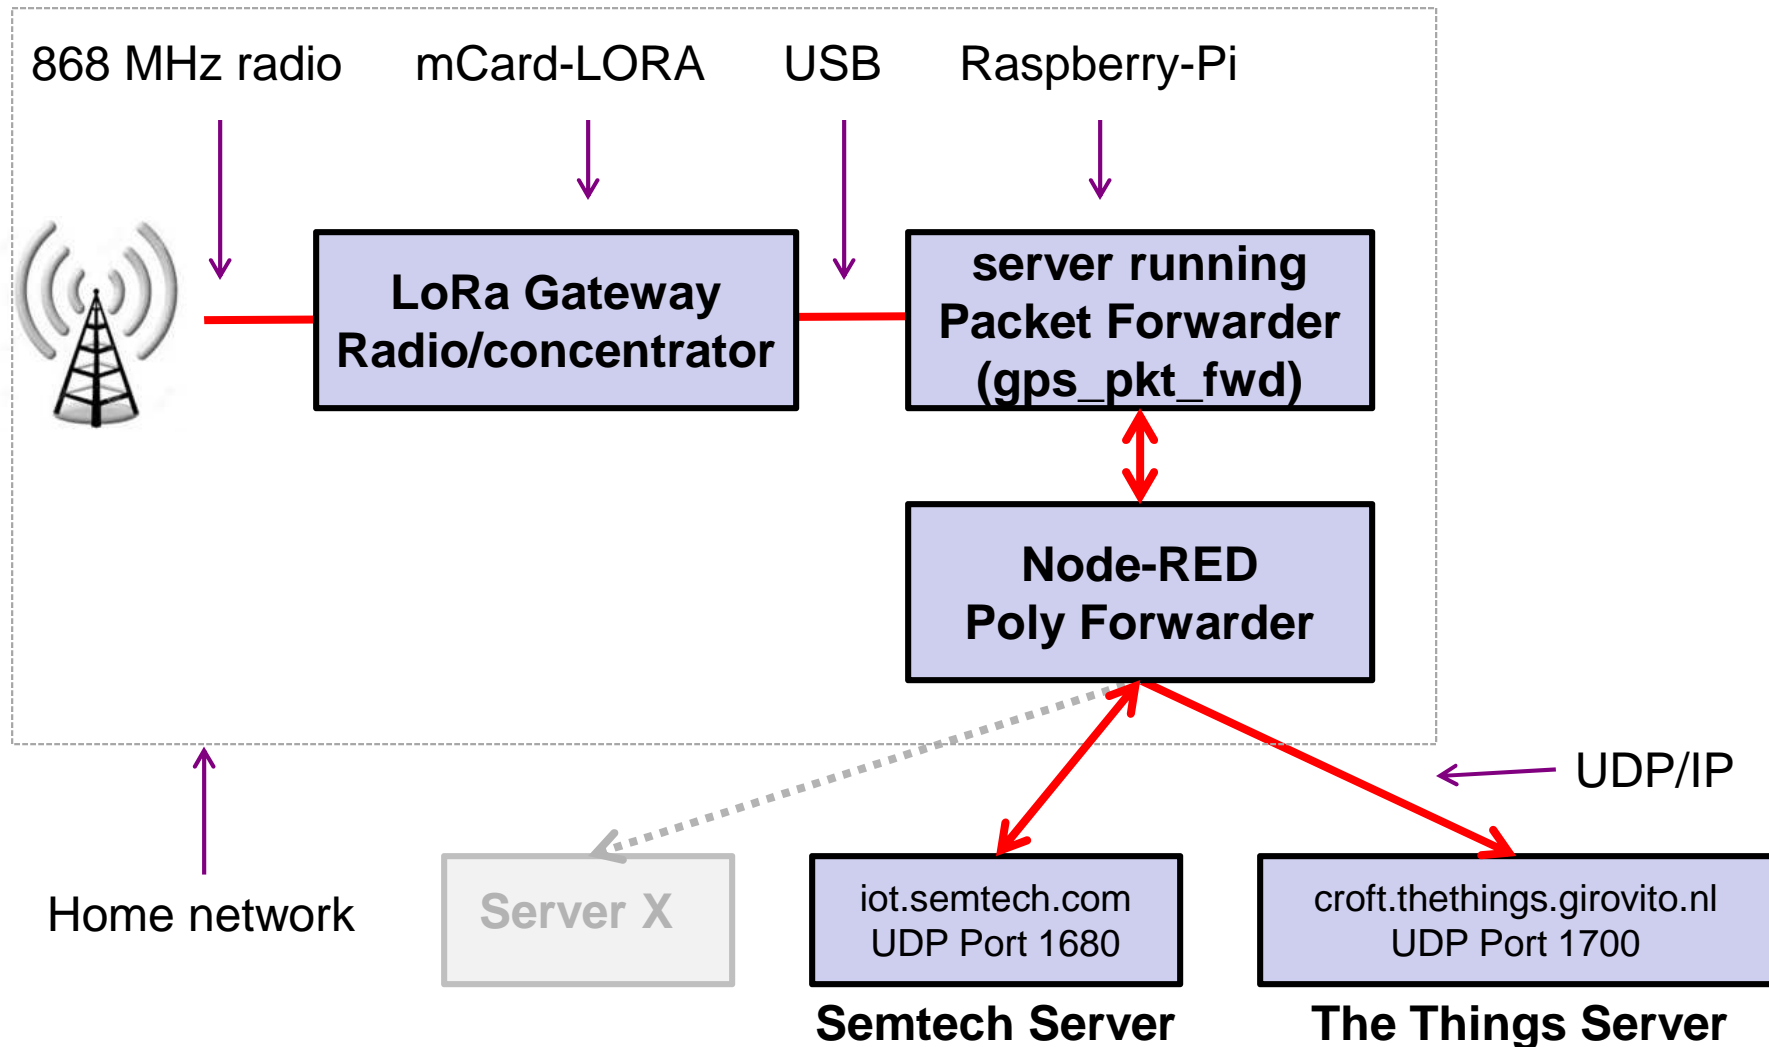 868 MHz radio
mCard-LORA
USB
Raspberry-Pi
LoRa Gateway
Radio/concentrator
server running
Packet Forwarder
(gps_pkt_fwd)
Node-RED
Poly Forwarder
UDP/IP
Home network
Server X
iot.semtech.com
UDP Port 1680
croft.thethings.girovito.nl
UDP Port 1700
Semtech Server
The Things Server